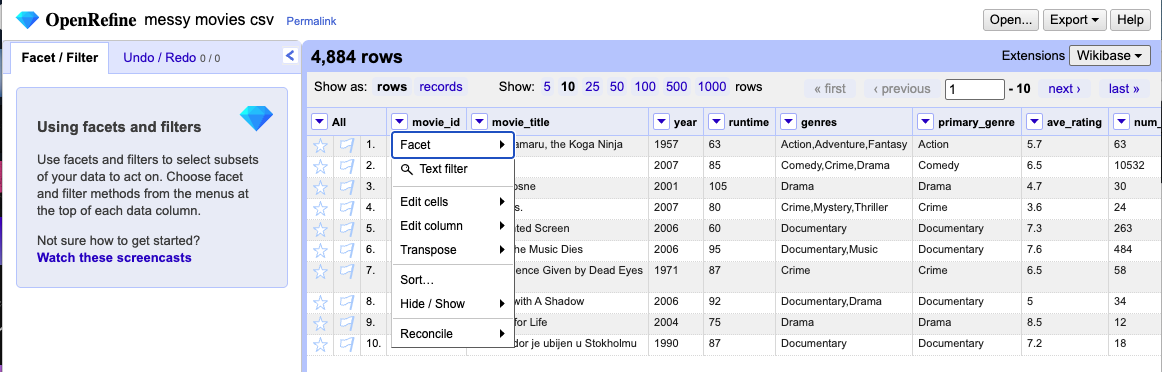 OpenRefine messy movies csv Permalink Open... Export Help
Facet / Filter Undo / Redo 0 / 0 <
4,884 rows Extensions Wikibase
Show as: rows records Show: 5 10 25 50 100 500 1000 rows « first ‹ previous 1 - 10 next › last »
Using facets and filters
Use facets and filters to select subsets
of your data to act on. Choose facet
and filter methods from the menus at
the top of each data column.
Not sure how to get started?
Watch these screencasts
All movie_id movie_title year runtime genres primary_genre ave_rating num_
1. amaru, the Koga Ninja 1957 63 Action,Adventure,Fantasy Action 5.7 63
2. 2007 85 Comedy,Crime,Drama Comedy 6.5 10532
3. osne 2001 105 Drama Drama 4.7 30
4. s. 2007 80 Crime,Mystery,Thriller Crime 3.6 24
5. ted Screen 2006 60 Documentary Documentary 7.3 263
6. he Music Dies 2006 95 Documentary,Music Documentary 7.6 484
7. ence Given by Dead Eyes 1971 87 Crime Crime 6.5 58
8. with A Shadow 2006 92 Documentary,Drama Documentary 5 34
9. for Life 2004 75 Drama Drama 8.5 12
10. dor je ubijen u Stokholmu 1990 87 Documentary Documentary 7.2 18
Facet
Text filter
Edit cells
Edit column
Transpose
Sort...
Hide / Show
Reconcile